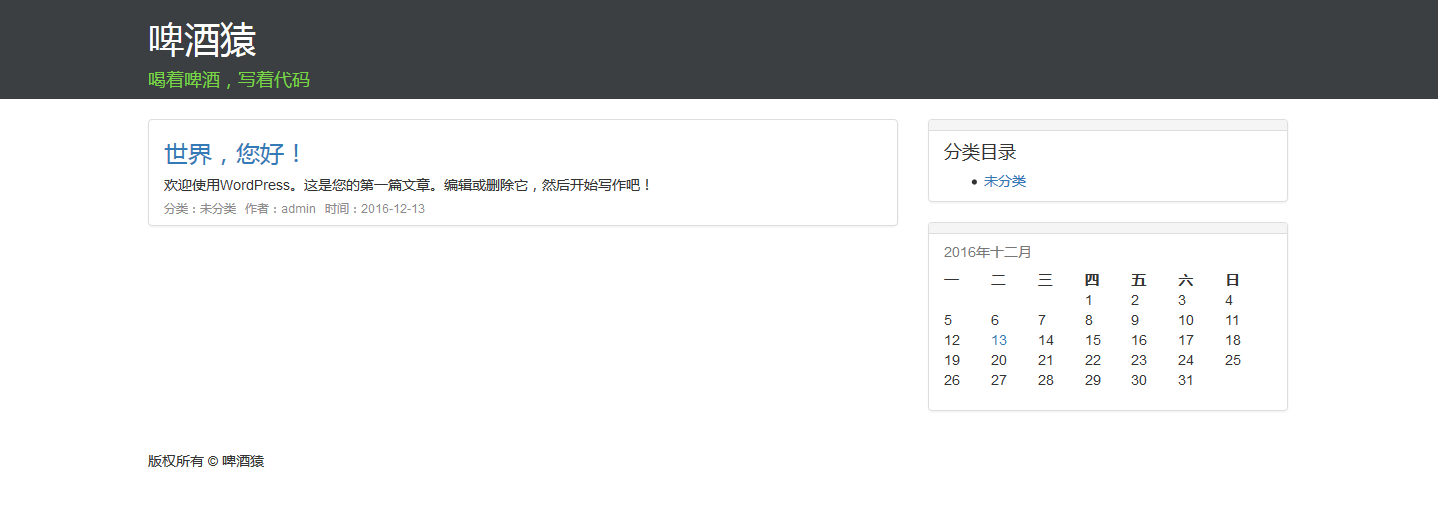 啤酒猿
喝着啤酒，写着代码
世界，您好！
欢迎使用WordPress。这是您的第一篇文章。编辑或删除它，然后开始写作吧！
分类：未分类 作者：admin 时间：2016-12-13
分类目录
未分类
2016年十二月
一 二 三 四 五 六 日
1 2 3 4
5 6 7 8 9 10 11
12 13 14 15 16 17 18
19 20 21 22 23 24 25
26 27 28 29 30 31
版权所有 © 啤酒猿